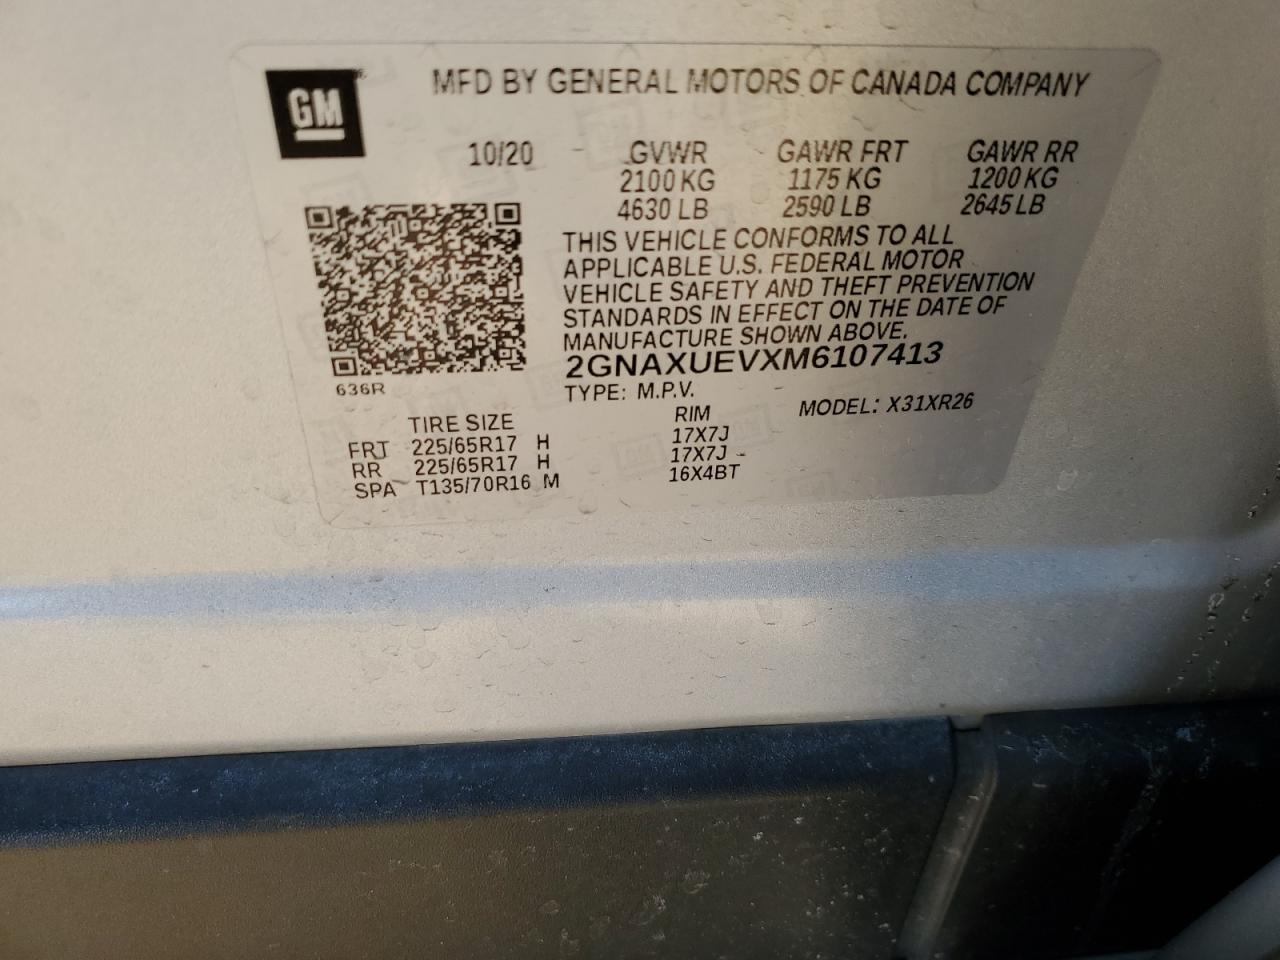 GM
MFD BY GENERAL MOTORS OF CANADA COMPANY
10/20 GVWR GAWR FRT GAWR RR
2100 KG 1175 KG 1200 KG
4630 LB 2590 LB 2645 LB
THIS VEHICLE CONFORMS TO ALL
APPLICABLE U.S. FEDERAL MOTOR
VEHICLE SAFETY AND THEFT PREVENTION
STANDARDS IN EFFECT ON THE DATE OF
MANUFACTURE SHOWN ABOVE.
2GNAXUEVXM6107413
636R
TYPE: M.P.V. MODEL: X31XR26
TIRE SIZE RIM
FRT 225/65R17 H 17X7J
RR 225/65R17 H 17X7J
SPA T135/70R16 M 16X4BT